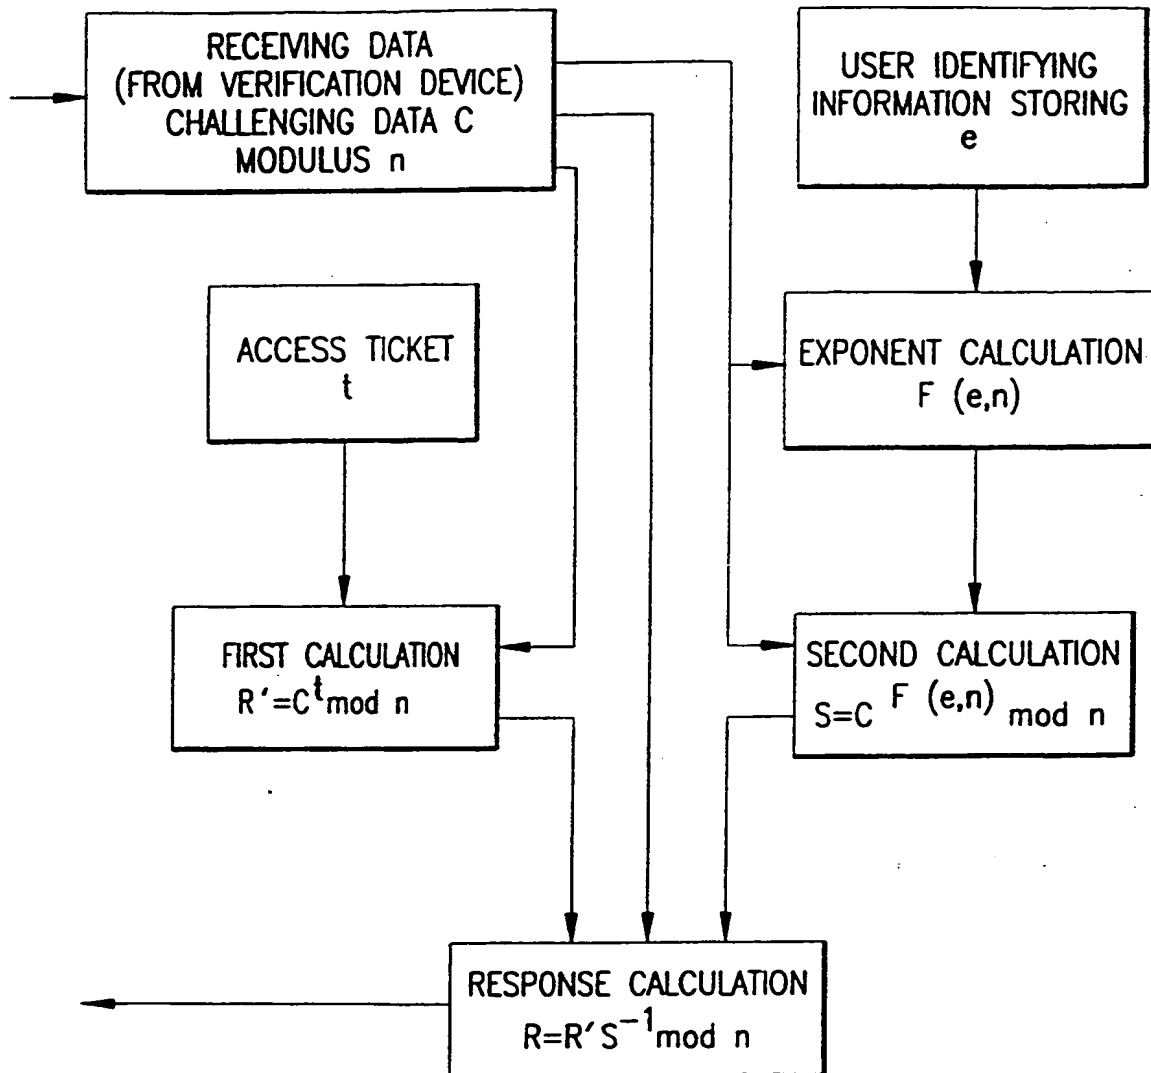 RECEIVING DATA
(FROM VERIFICATION DEVICE)
CHALLENGING DATA C
MODULUS n
USER IDENTIFYING
INFORMATION STORING
e
ACCESS TICKET
t
EXPONENT CALCULATION
F (e,n)
FIRST CALCULATION
R'=C^t mod n
SECOND CALCULATION
S=C^F (e,n) mod n
RESPONSE CALCULATION
R=R'S^-1 mod n